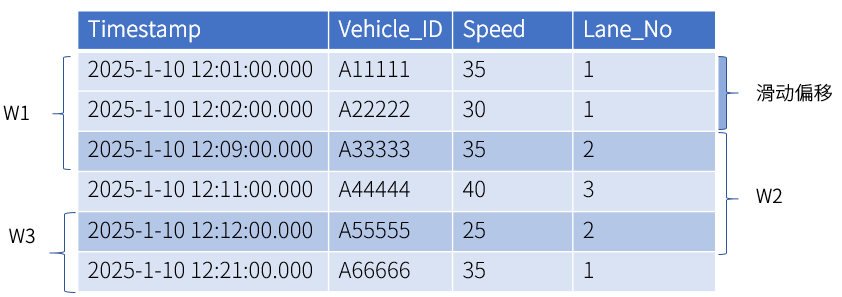 Timestamp Vehicle_ID Speed Lane_No
2025-1-10 12:01:00.000 A11111 35 1
滑动偏移
W1
2025-1-10 12:02:00.000 A22222 30 1
2025-1-10 12:09:00.000 A33333 35 2
2025-1-10 12:11:00.000 A44444 40 3
W2
W3
2025-1-10 12:12:00.000 A55555 25 2
2025-1-10 12:21:00.000 A66666 35 1